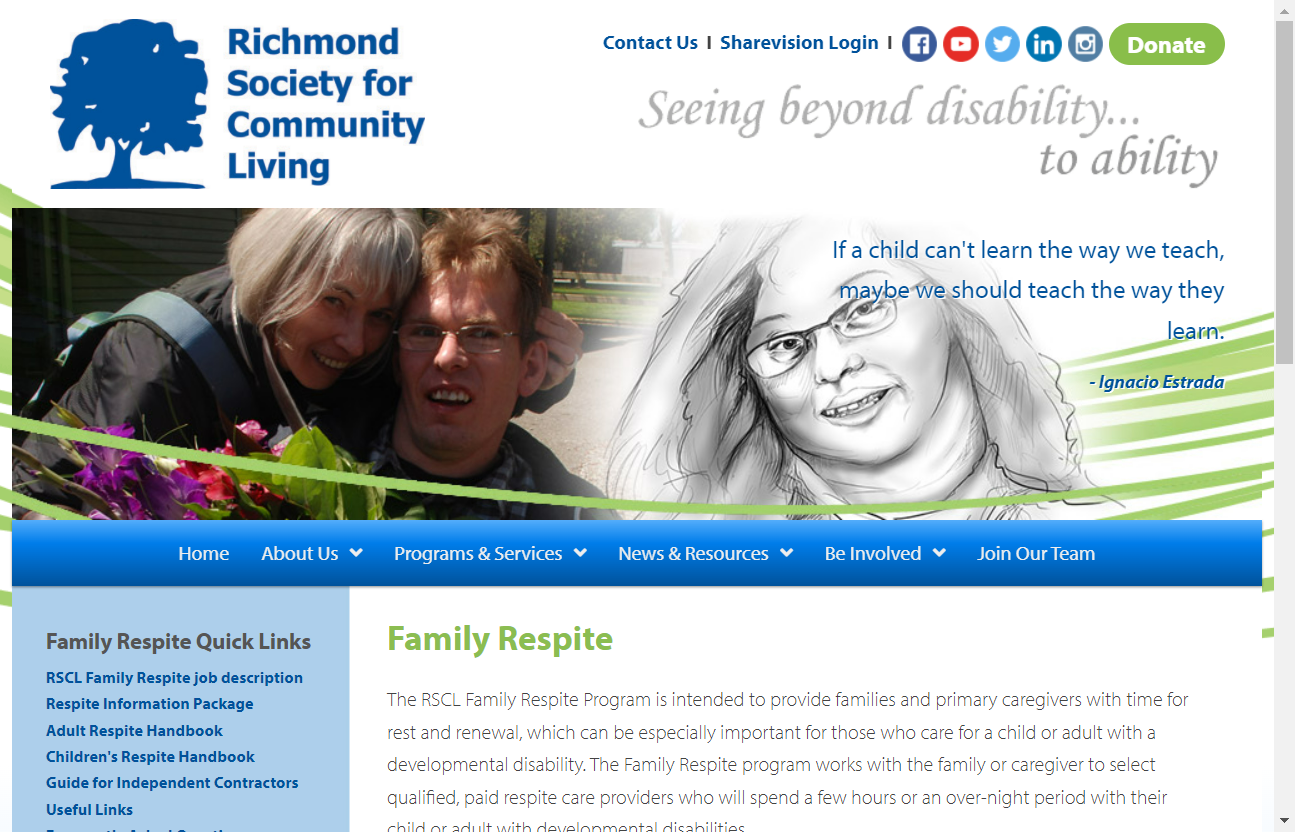 Richmond
Society for
Community
Living
Contact Us I Sharevision Login I
Donate
Seeing beyond disability...
to ability
If a child can't learn the way we teach,
maybe we should teach the way they
learn.
- Ignacio Estrada
Home About Us Programs & Services News & Resources Be Involved Join Our Team
Family Respite Quick Links
RSCL Family Respite job description
Respite Information Package
Adult Respite Handbook
Children's Respite Handbook
Guide for Independent Contractors
Useful Links
Family Respite
The RSCL Family Respite Program is intended to provide families and primary caregivers with time for
rest and renewal, which can be especially important for those who care for a child or adult with a
developmental disability. The Family Respite program works with the family or caregiver to select
qualified, paid respite care providers who will spend a few hours or an over-night period with their
child or adult with developmental disabilities.